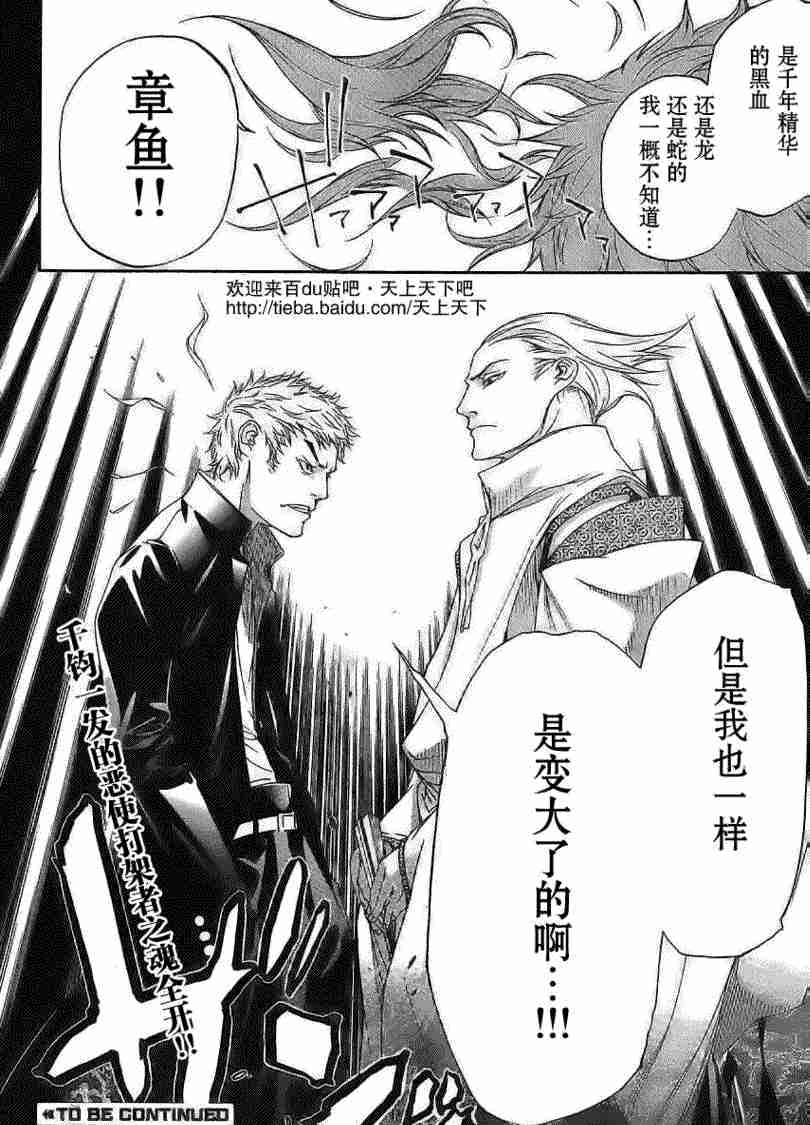 是千年精华
的黑血
还是龙
还是蛇的
我一概不知道…
章鱼
!!
欢迎来百du贴吧·天上天下吧
http://tieba.baidu.com/天上天下
但是我也一样
是变大了的啊…!!!
千钧一发的恶使打架者之魂全开!!
TO BE CONTINUED